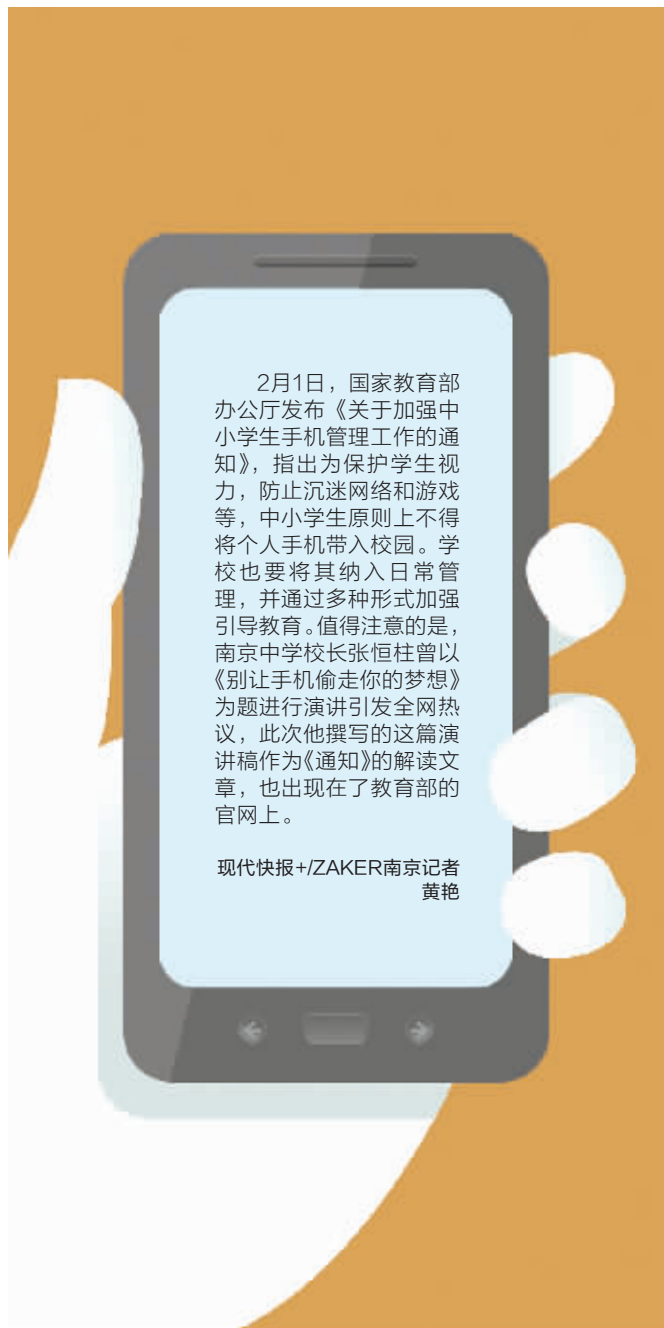 2月1日，国家教育部
办公厅发布《关于加强中
小学生手机管理工作的通
知》，指出为保护学生视
力，防止沉迷网络和游戏
等，中小学生原则上不得
将个人手机带入校园。学
校也要将其纳入日常管
理，并通过多种形式加强
引导教育。值得注意的是，
南京中学校长张恒柱曾以
《别让手机偷走你的梦想》
为题进行演讲引发全网热
议，此次他撰写的这篇演
讲稿作为《通知》的解读文
章，也出现在了教育部的
官网上。
现代快报+/ZAKER南京记者
黄艳